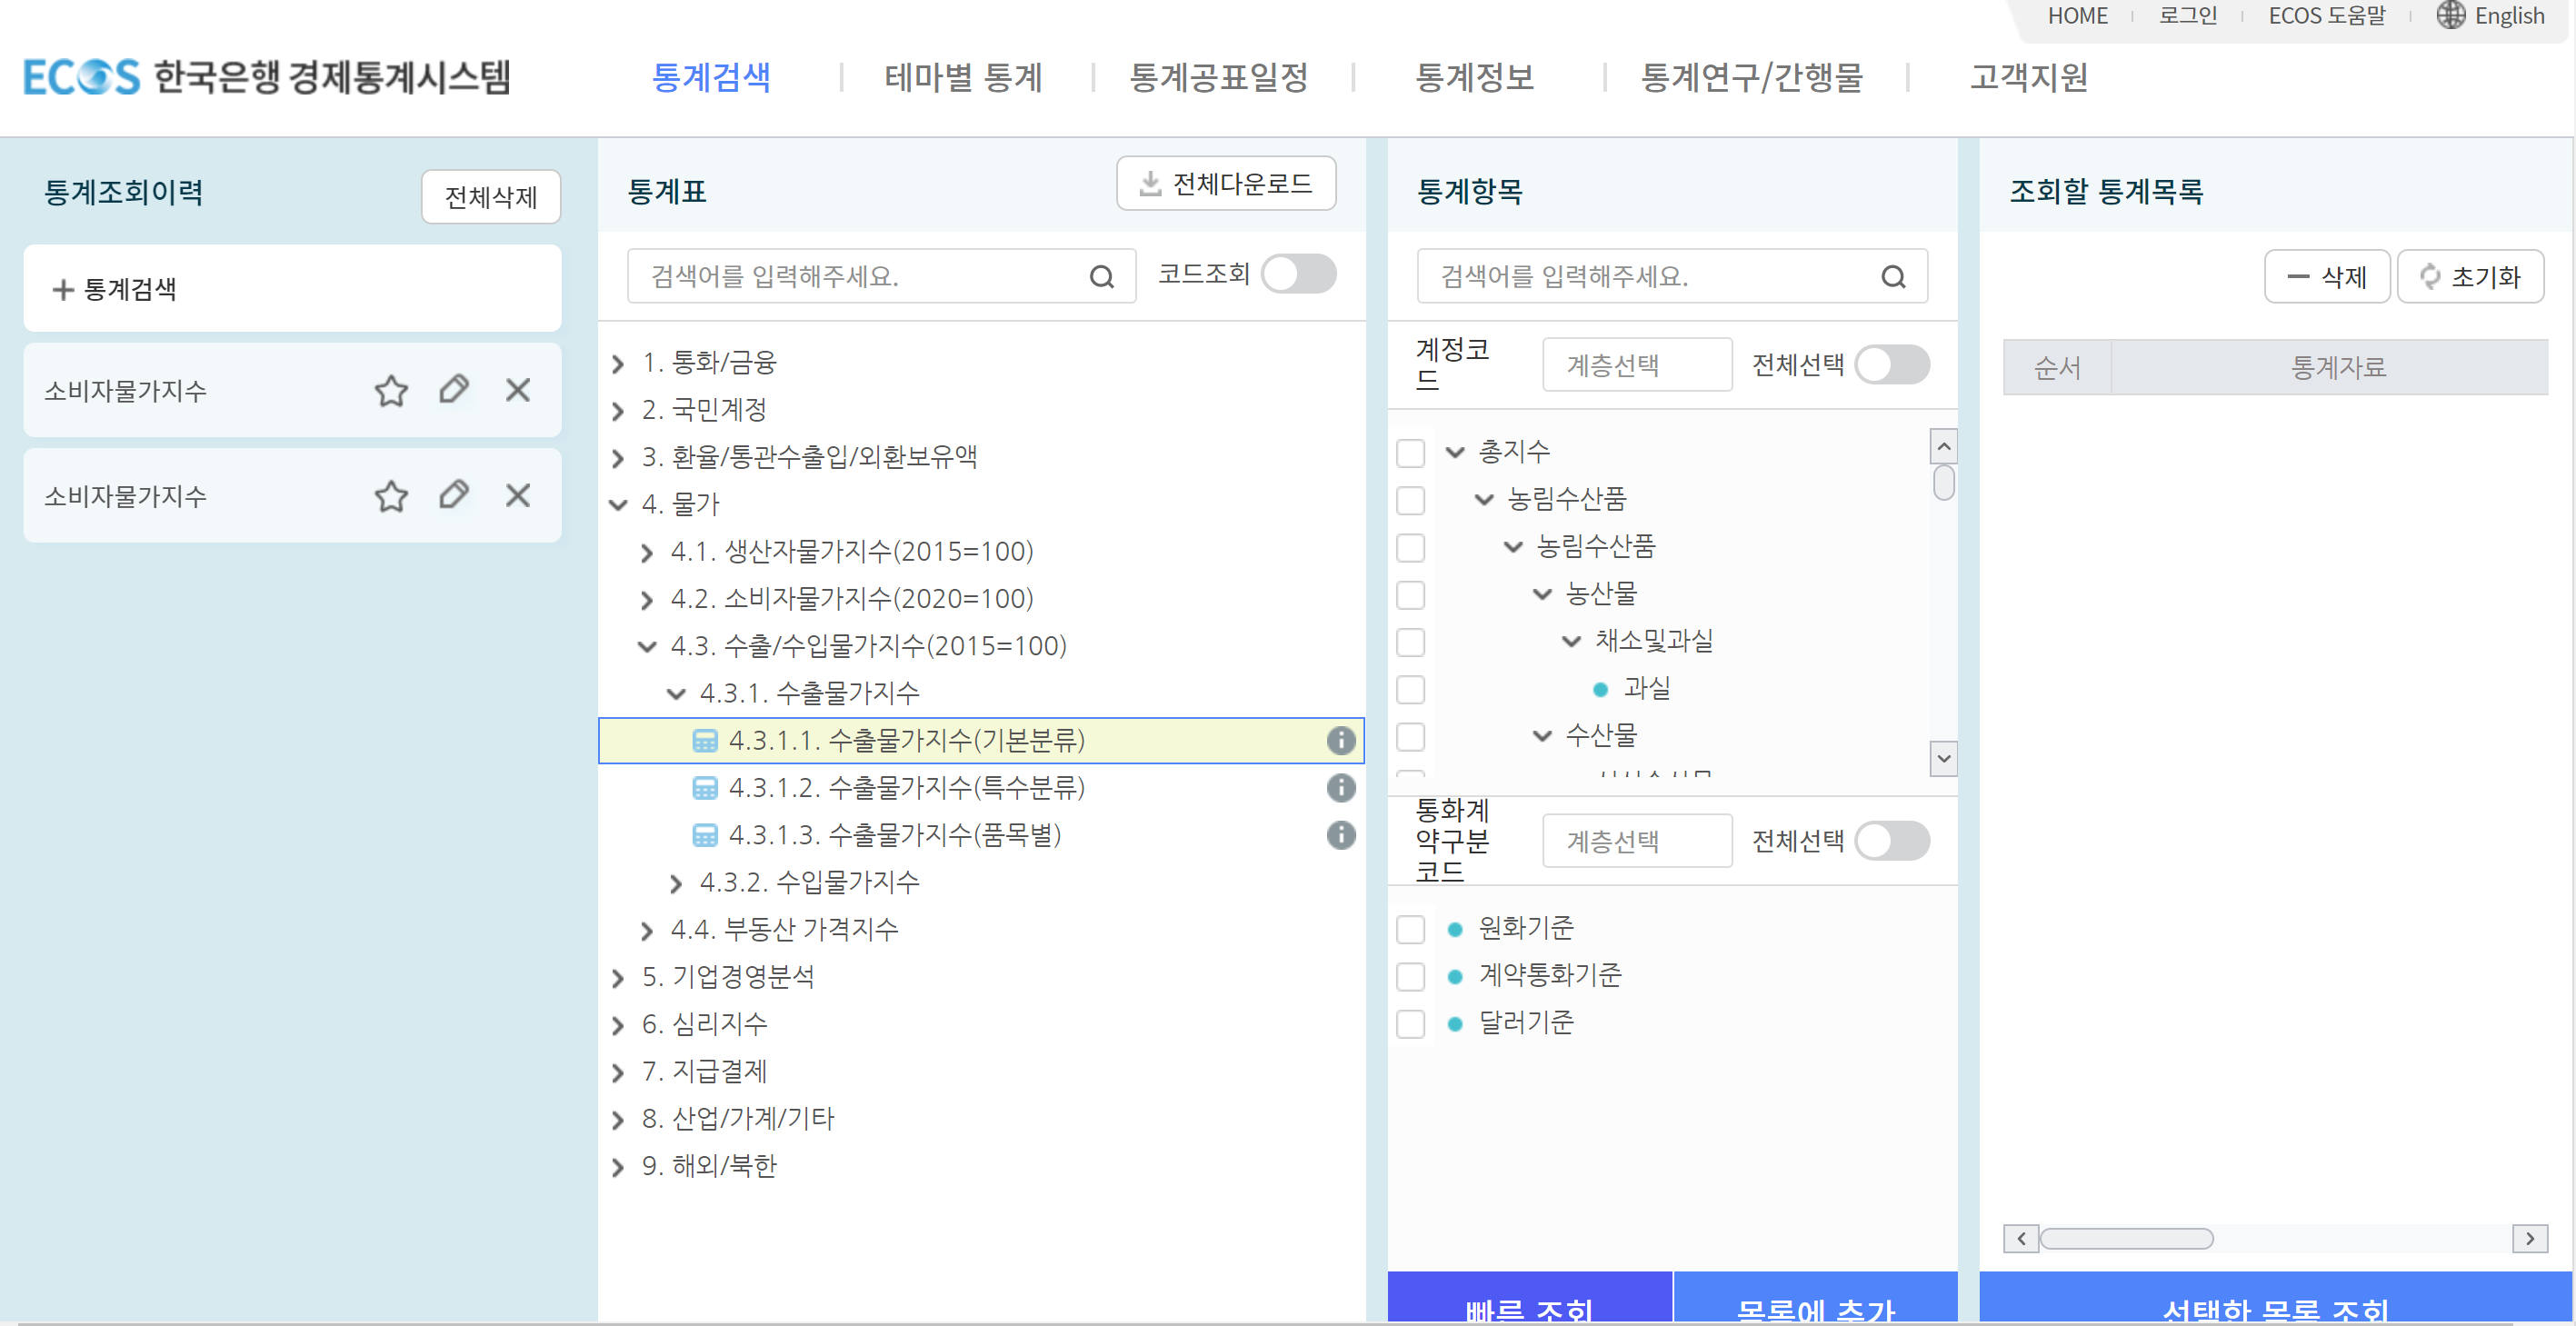 HOME
로그인
ECOS 도움말
English
ECOS 한국은행 경제통계시스템
통계검색
테마별 통계
통계공표일정
통계정보
통계연구/간행물
고객지원
통계조회이력
전체삭제
+ 통계검색
소비자물가지수
소비자물가지수
통계표
전체다운로드
검색어를 입력해주세요.
코드조회
1. 통화/금융
2. 국민계정
3. 환율/통관수출입/외환보유액
4. 물가
4.1. 생산자물가지수(2015=100)
4.2. 소비자물가지수(2020=100)
4.3. 수출/수입물가지수(2015=100)
4.3.1. 수출물가지수
4.3.1.1. 수출물가지수(기본분류)
4.3.1.2. 수출물가지수(특수분류)
4.3.1.3. 수출물가지수(품목별)
4.3.2. 수입물가지수
4.4. 부동산 가격지수
5. 기업경영분석
6. 심리지수
7. 지급결제
8. 산업/가계/기타
9. 해외/북한
통계항목
검색어를 입력해주세요.
계정코
드
계층선택
전체선택
총지수
농림수산품
농림수산품
농산물
채소및과실
과실
수산물
통화계
약구분
코드
계층선택
전체선택
원화기준
계약통화기준
달러기준
빠른 조회
목록에 추가
조회할 통계목록
삭제
초기화
순서
통계자료
선택한 목록 조회